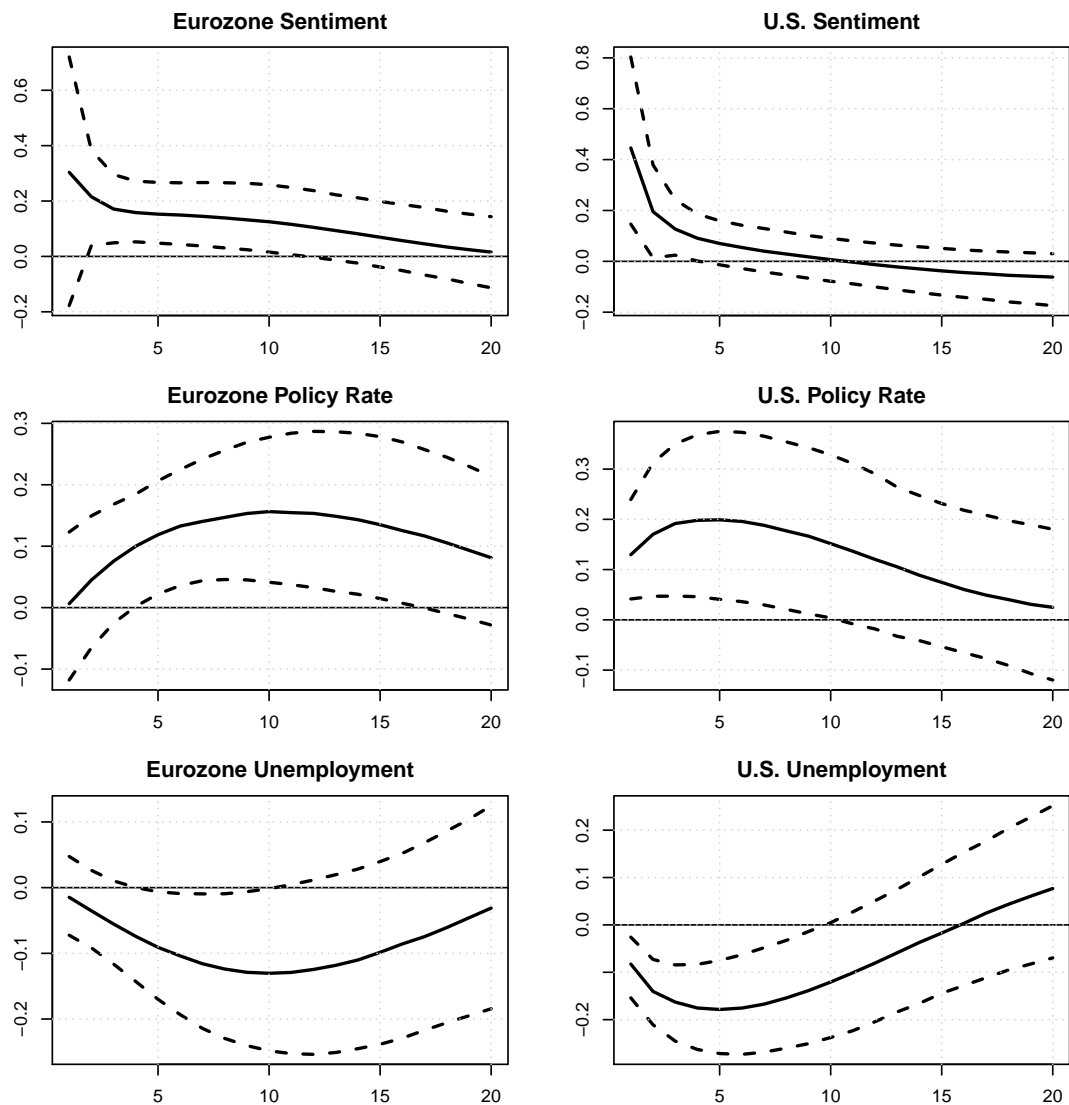 Eurozone Sentiment
−0.2 0.0 0.2 0.4 0.6
5 10 15 20
U.S. Sentiment
−0.2 0.0 0.2 0.4 0.6 0.8
5 10 15 20
Eurozone Policy Rate
−0.1 0.0 0.1 0.2 0.3
5 10 15 20
U.S. Policy Rate
−0.1 0.0 0.1 0.2 0.3
5 10 15 20
Eurozone Unemployment
−0.2 −0.1 0.0 0.1
5 10 15 20
U.S. Unemployment
−0.2 0.0 0.1 0.2
5 10 15 20